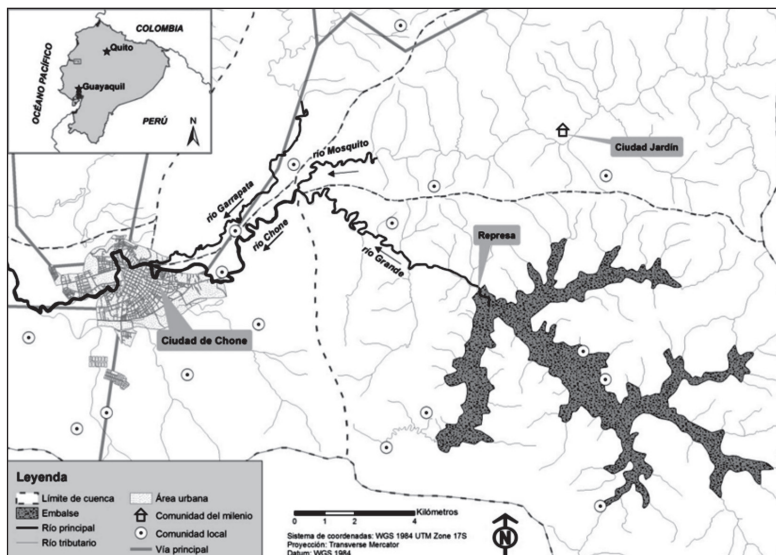 COLOMBIA
Quito
OCÉANO PACÍFICO
Guayaquil
PERÚ
N
río Mosquito
Ciudad Jardín
río Garrapata
río Chone
río Grande
Represa
Ciudad de Chone
Leyenda
Límite de cuenca
Embalse
Río principal
Río tributario
Área urbana
Comunidad del milenio
Comunidad local
Vía principal
0 2 4 Kilómetros
Sistema de coordenadas: WGS 1984 UTM Zone 17S
Proyección: Transverse Mercator
Datum: WGS 1984
N